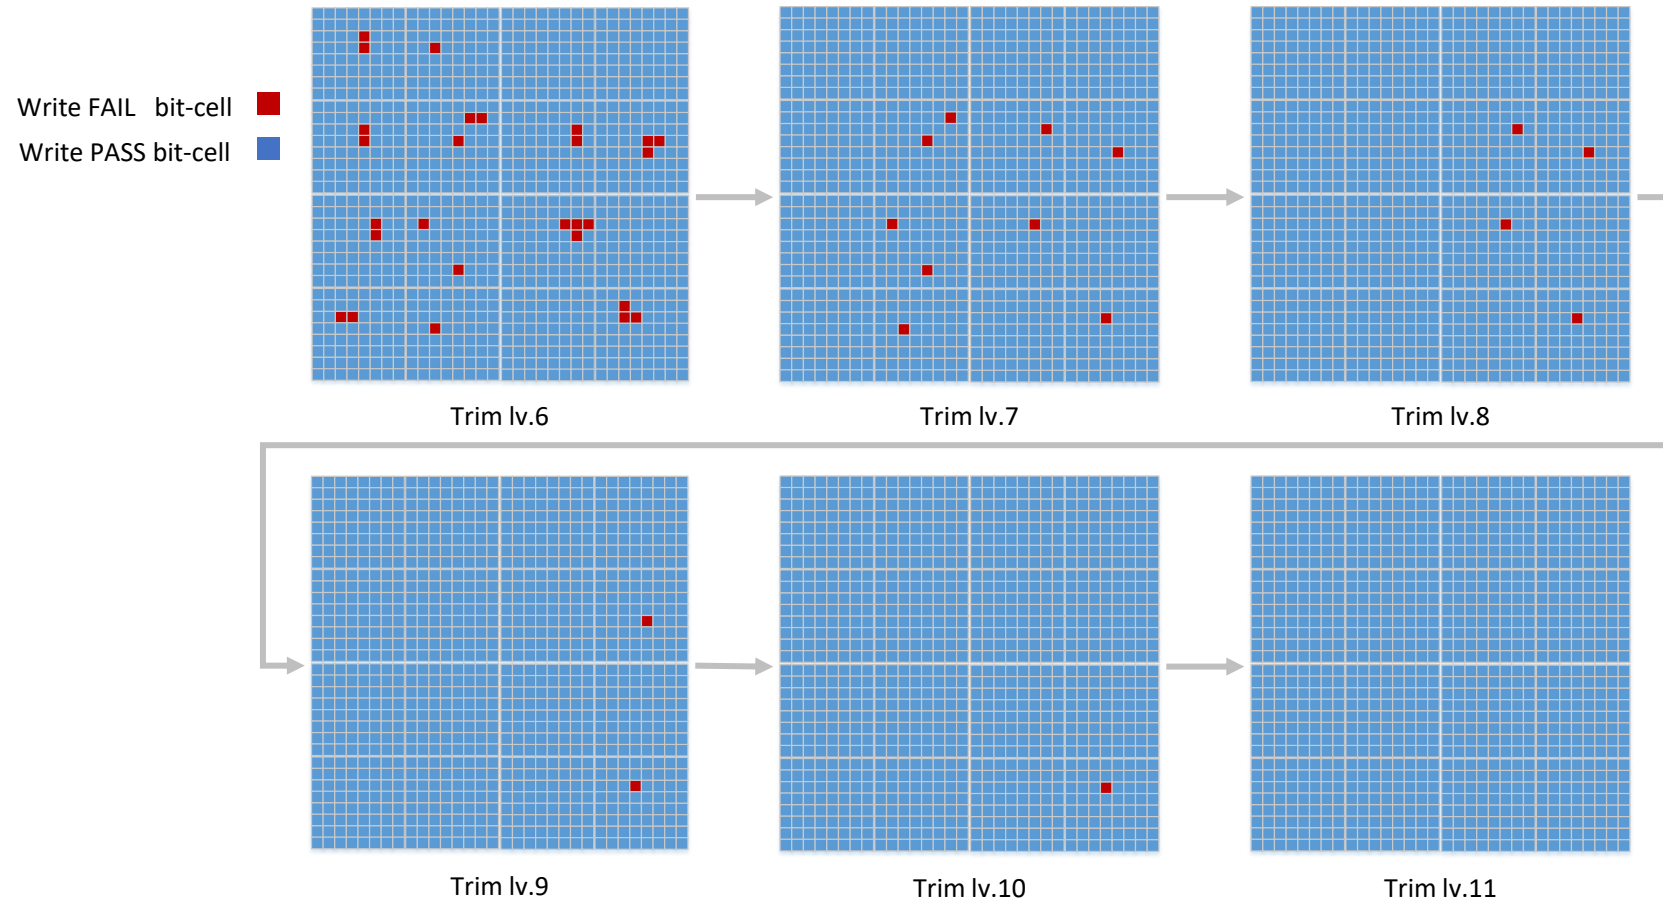 Write FAIL bit-cell
Write PASS bit-cell
Trim lv.6
Trim lv.7
Trim lv.8
Trim lv.9
Trim lv.10
Trim lv.11